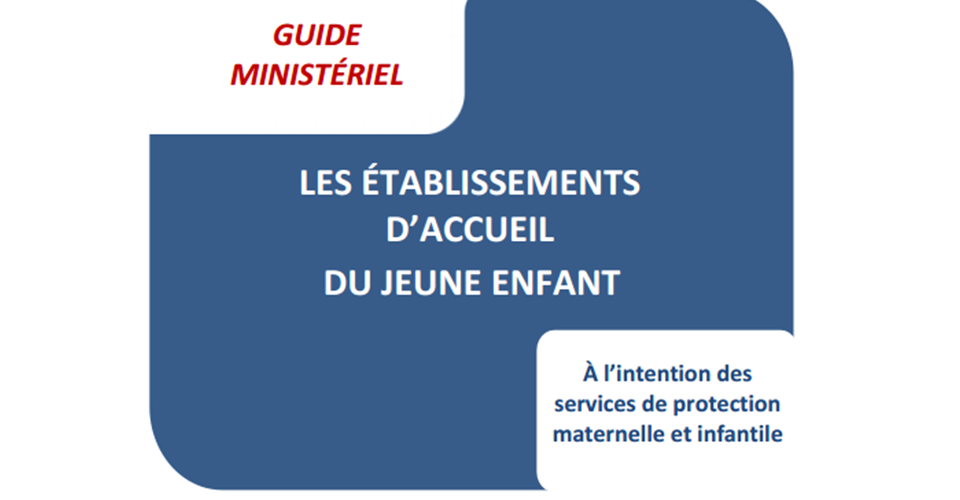 GUIDE
MINISTÉRIEL
LES ÉTABLISSEMENTS
D’ACCUEIL
DU JEUNE ENFANT
À l’intention des
services de protection
maternelle et infantile